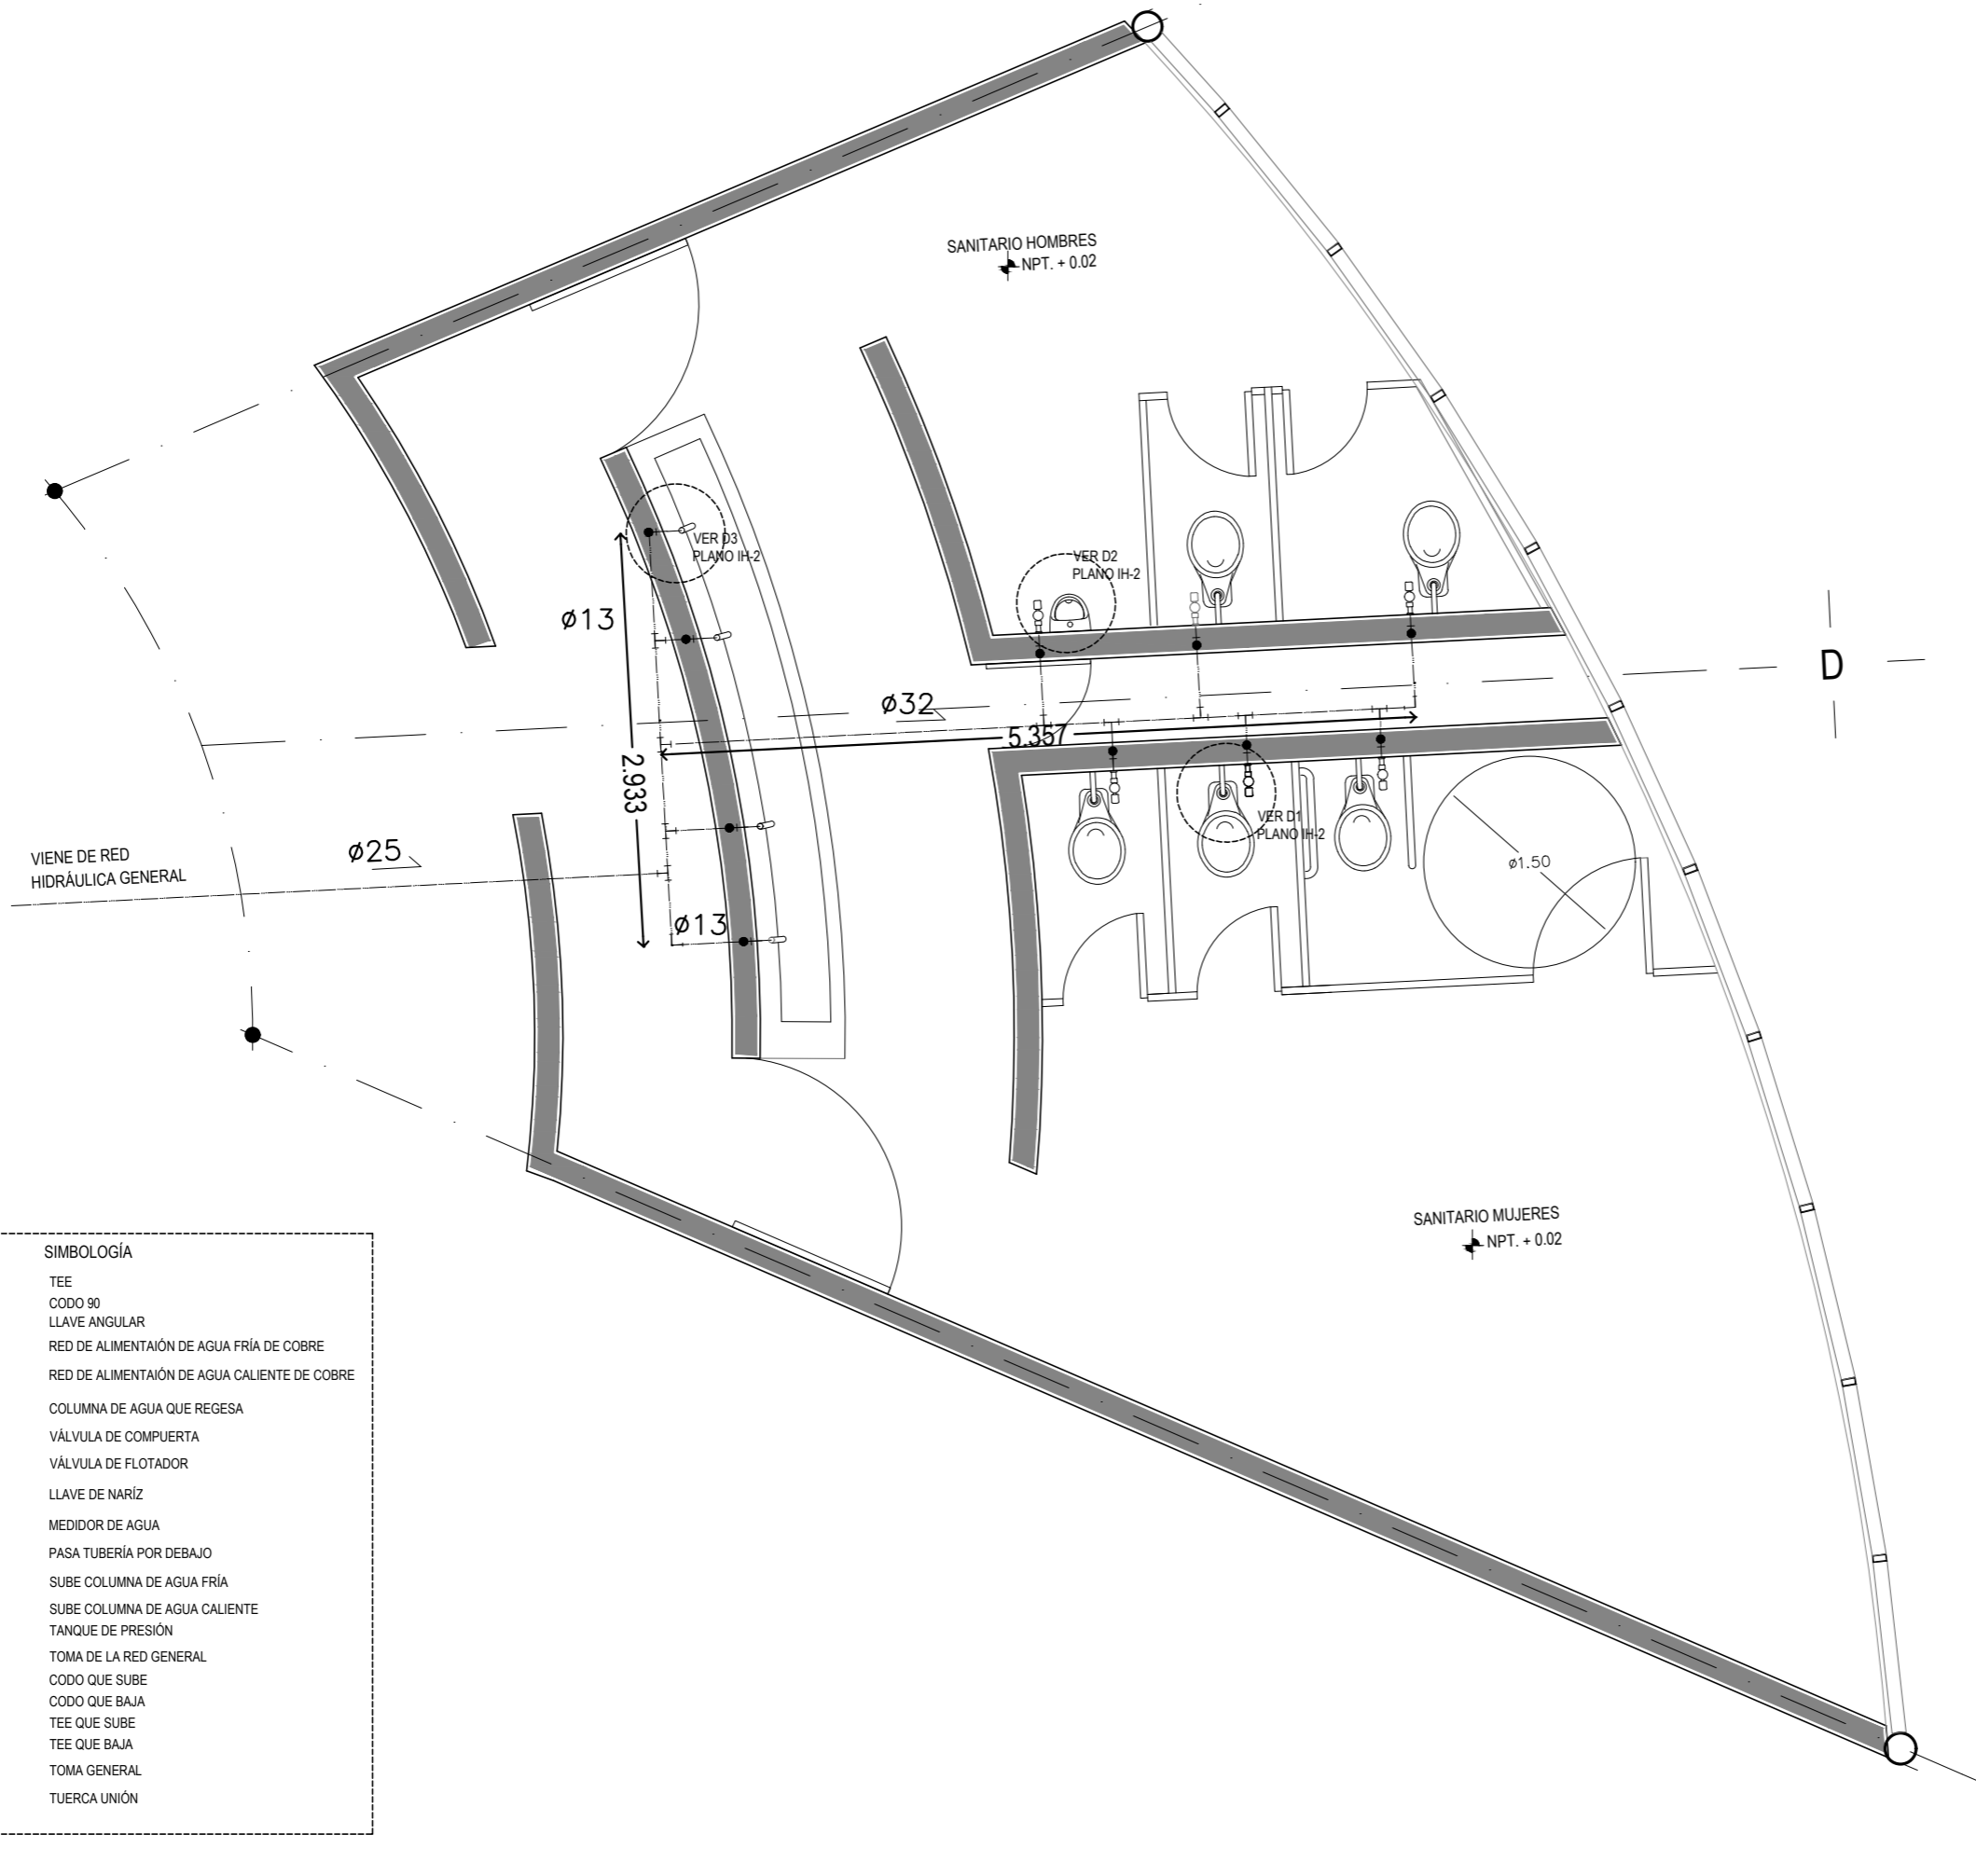 SANITARIO HOMBRES
NPT. + 0.02
VER D3
PLANO IH-2
VER D2
PLANO IH-2
ø13
D
ø32
5.357
2.933
VER D1
PLANO IH-2
ø1.50
VIENE DE RED
HIDRÁULICA GENERAL
ø25
ø13
SANITARIO MUJERES
NPT. + 0.02
SIMBOLOGÍA
TEE
CODO 90
LLAVE ANGULAR
RED DE ALIMENTAIÓN DE AGUA FRÍA DE COBRE
RED DE ALIMENTAIÓN DE AGUA CALIENTE DE COBRE
COLUMNA DE AGUA QUE REGESA
VÁLVULA DE COMPUERTA
VÁLVULA DE FLOTADOR
LLAVE DE NARÍZ
MEDIDOR DE AGUA
PASA TUBERÍA POR DEBAJO
SUBE COLUMNA DE AGUA FRÍA
SUBE COLUMNA DE AGUA CALIENTE
TANQUE DE PRESIÓN
TOMA DE LA RED GENERAL
CODO QUE SUBE
CODO QUE BAJA
TEE QUE SUBE
TEE QUE BAJA
TOMA GENERAL
TUERCA UNIÓN